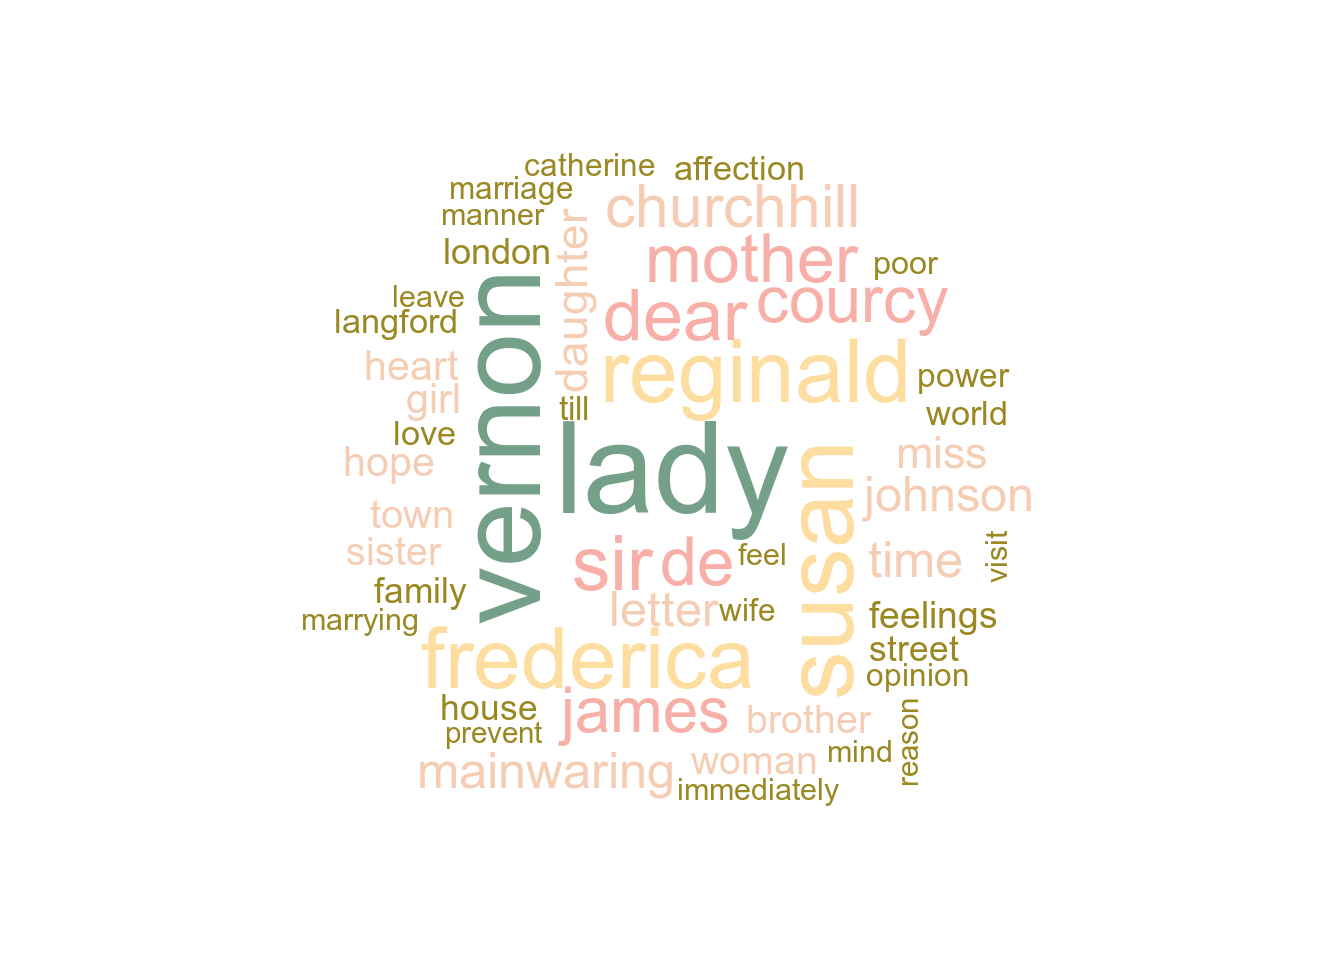 catherine
affection
marriage
churchhill
manner
daughter
london
mother
poor
leave
vernon
dear
courcy
langford
heart
reginald
power
girl
till
world
love
lady
susan
miss
hope
johnson
town
sister
sir
de
feel
time
visit
family
letter
wife
feelings
marrying
street
frederica
opinion
house
james
brother
reason
prevent
mind
mainwaring
woman
immediately